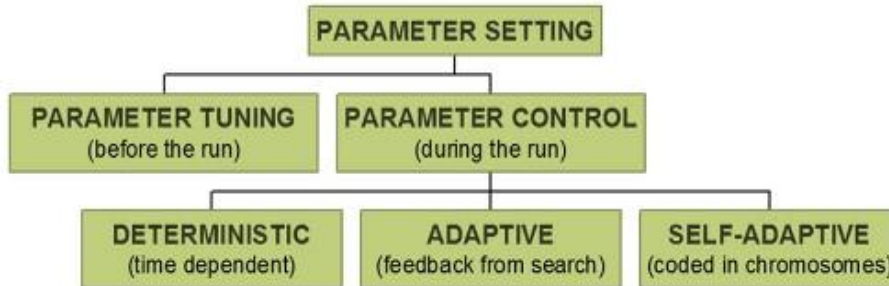 PARAMETER SETTING
PARAMETER TUNING
(before the run)
PARAMETER CONTROL
(during the run)
DETERMINISTIC
(time dependent)
ADAPTIVE
(feedback from search)
SELF-ADAPTIVE
(coded in chromosomes)